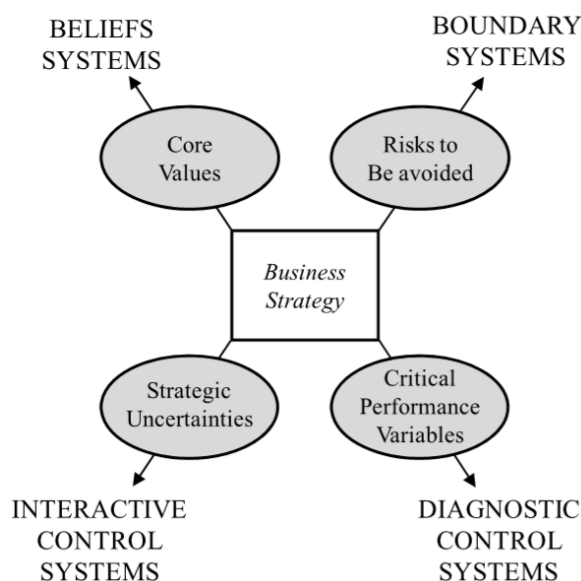 BELIEFS
SYSTEMS
BOUNDARY
SYSTEMS
Core
Values
Risks to
Be avoided
Business
Strategy
Strategic
Uncertainties
Critical
Performance
Variables
INTERACTIVE
CONTROL
SYSTEMS
DIAGNOSTIC
CONTROL
SYSTEMS